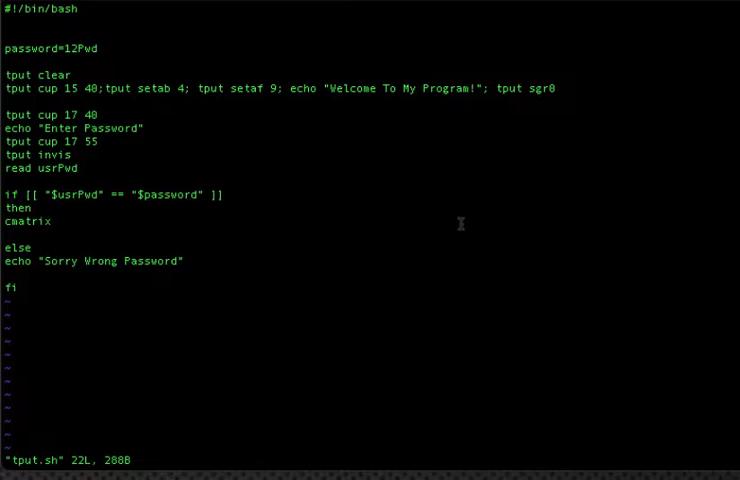 #!/bin/bash
password=12Pwd
tput clear
tput cup 15 40;tput setab 4; tput setaf 9; echo "Welcome To My Program!"; tput sgr0
tput cup 17 40
echo "Enter Password"
tput cup 17 55
tput invis
read usrPwd
if [[ "$usrPwd" == "$password" ]]
then
cmatrix
else
echo "Sorry Wrong Password"
fi
~
~
~
~
~
~
~
~
~
~
~
~
"tput.sh" 22L, 288B